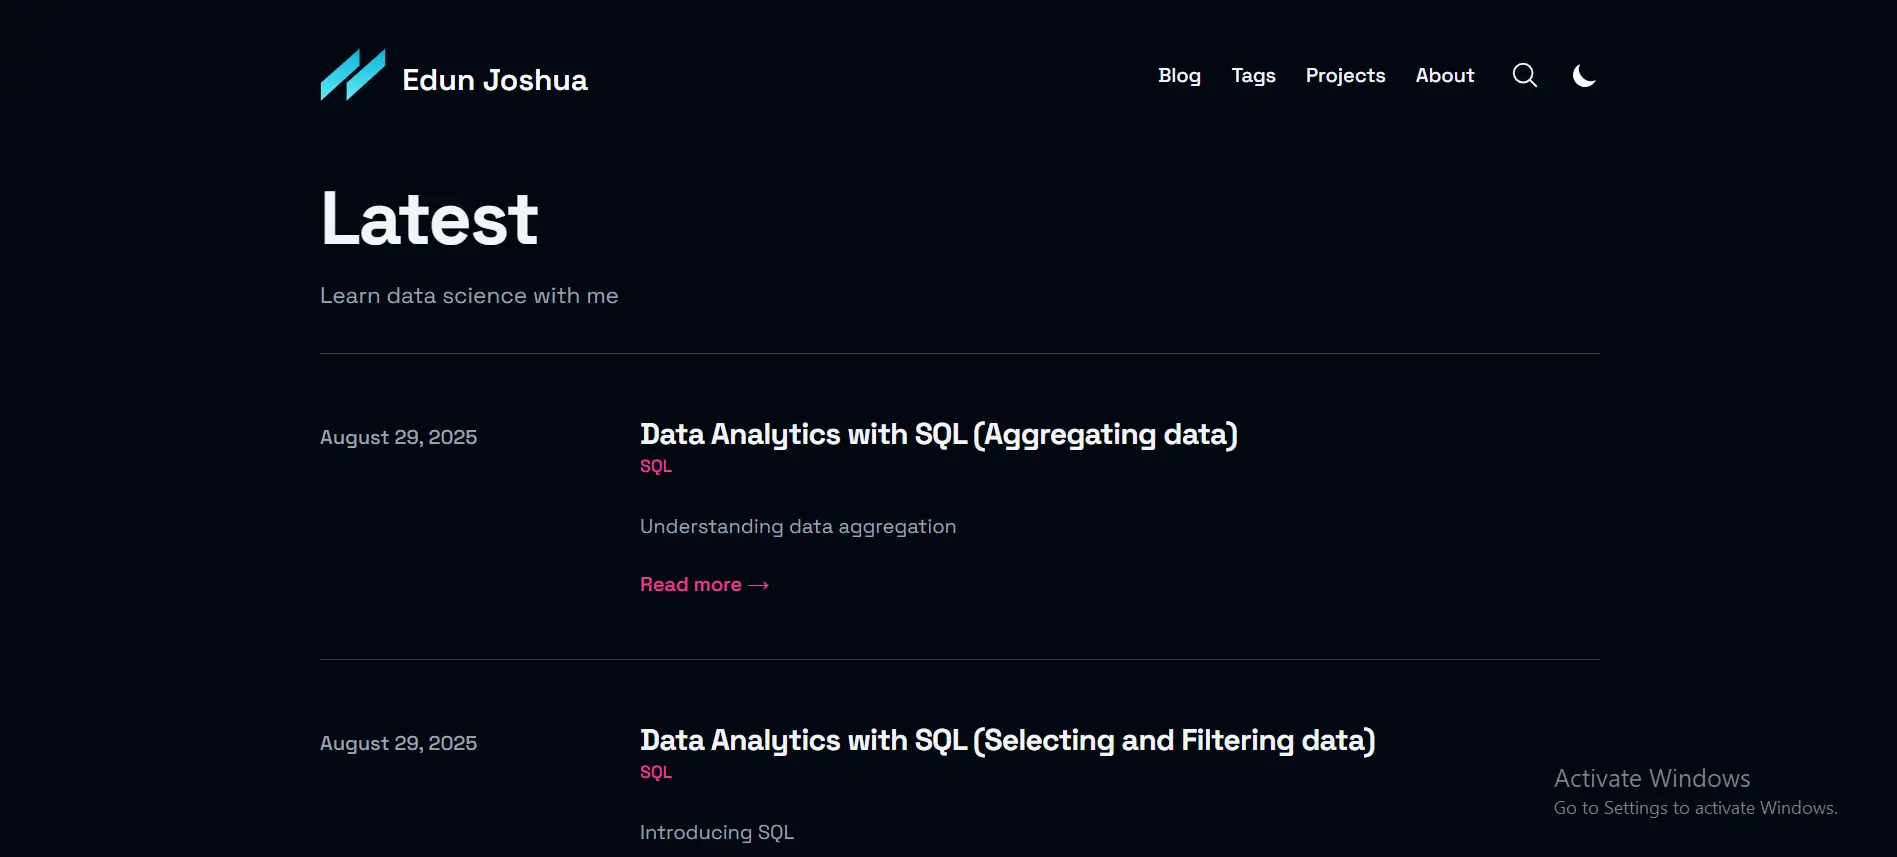 Edun Joshua
Blog Tags Projects About
Latest
Learn data science with me
August 29, 2025
Data Analytics with SQL (Aggregating data)
SQL
Understanding data aggregation
Read more →
August 29, 2025
Data Analytics with SQL (Selecting and Filtering data)
SQL
Introducing SQL
Activate Windows
Go to Settings to activate Windows.